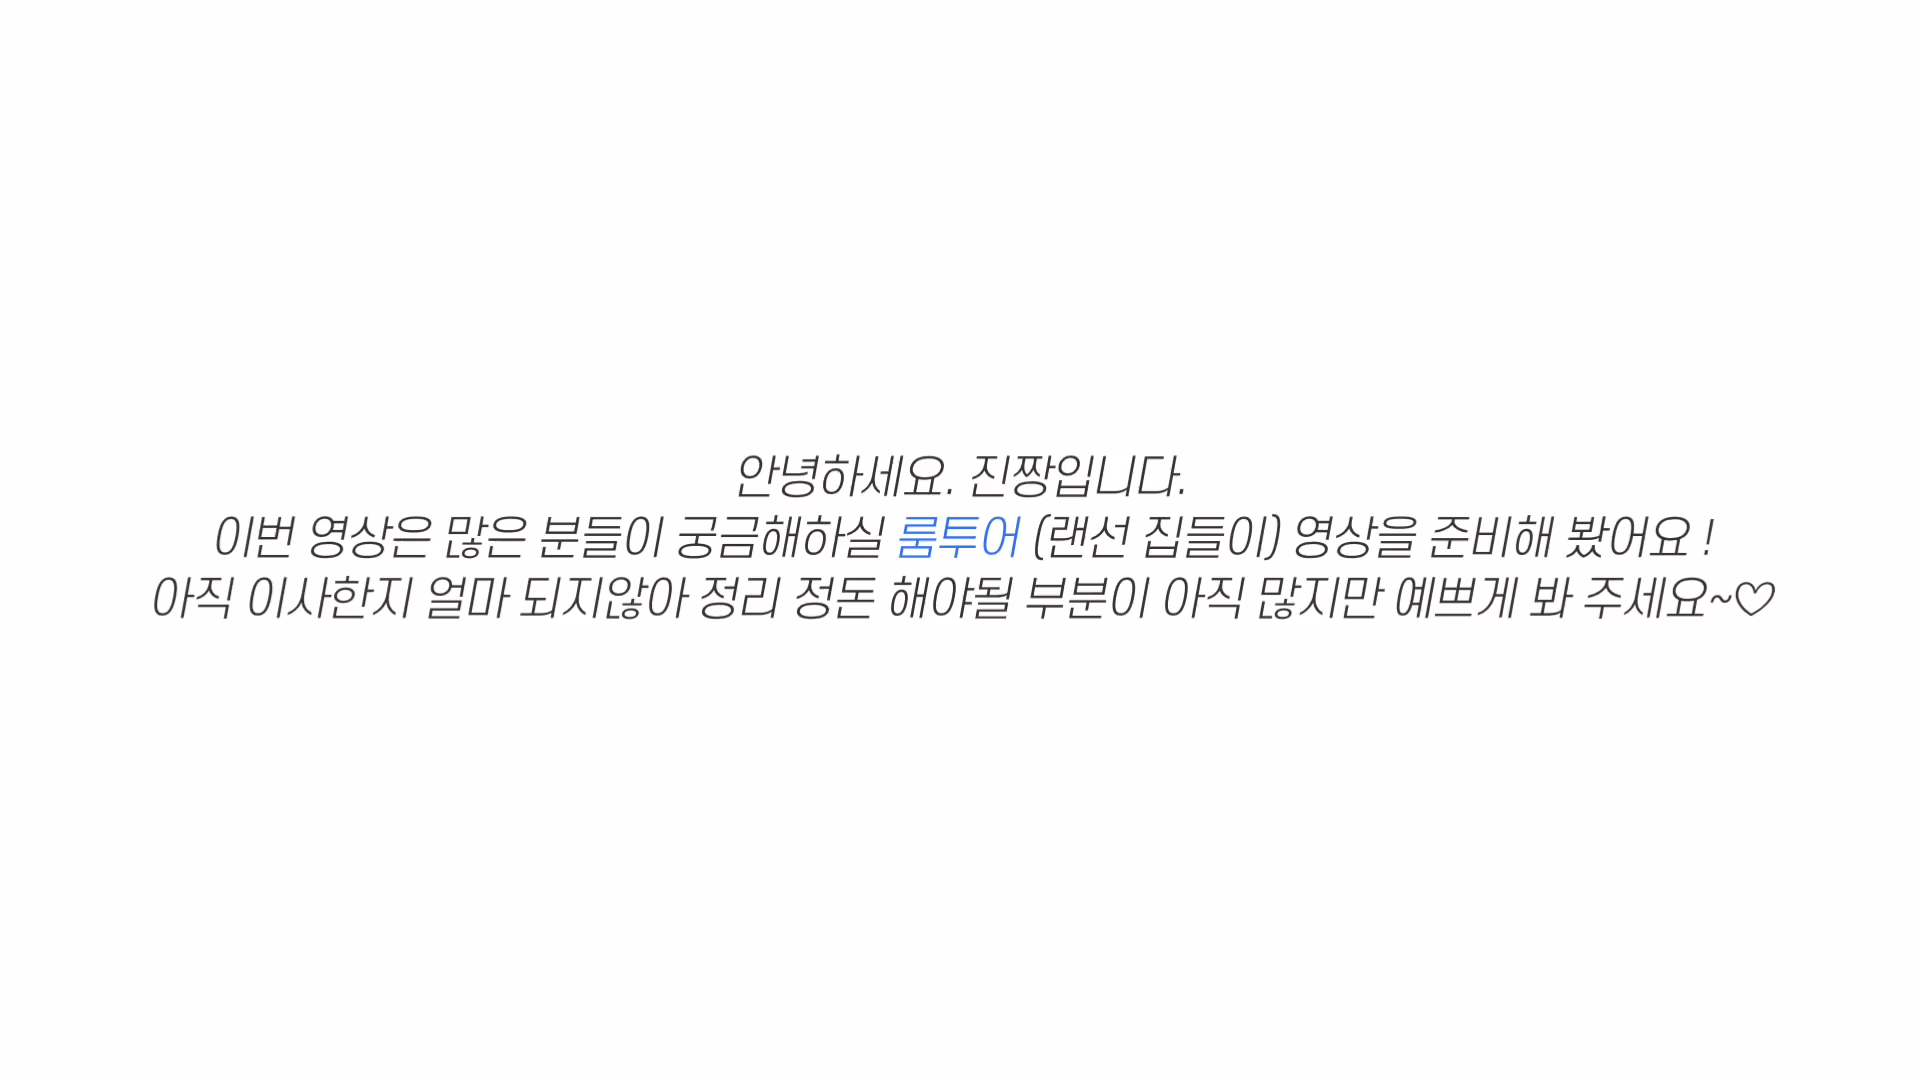 안녕하세요. 진짱입니다.
이번 영상은 많은 분들이 궁금해하실 룸투어 (랜선 집들이) 영상을 준비해 봤어요 !
아직 이사한지 얼마 되지않아 정리 정돈 해야될 부분이 아직 많지만 예쁘게 봐 주세요~♡